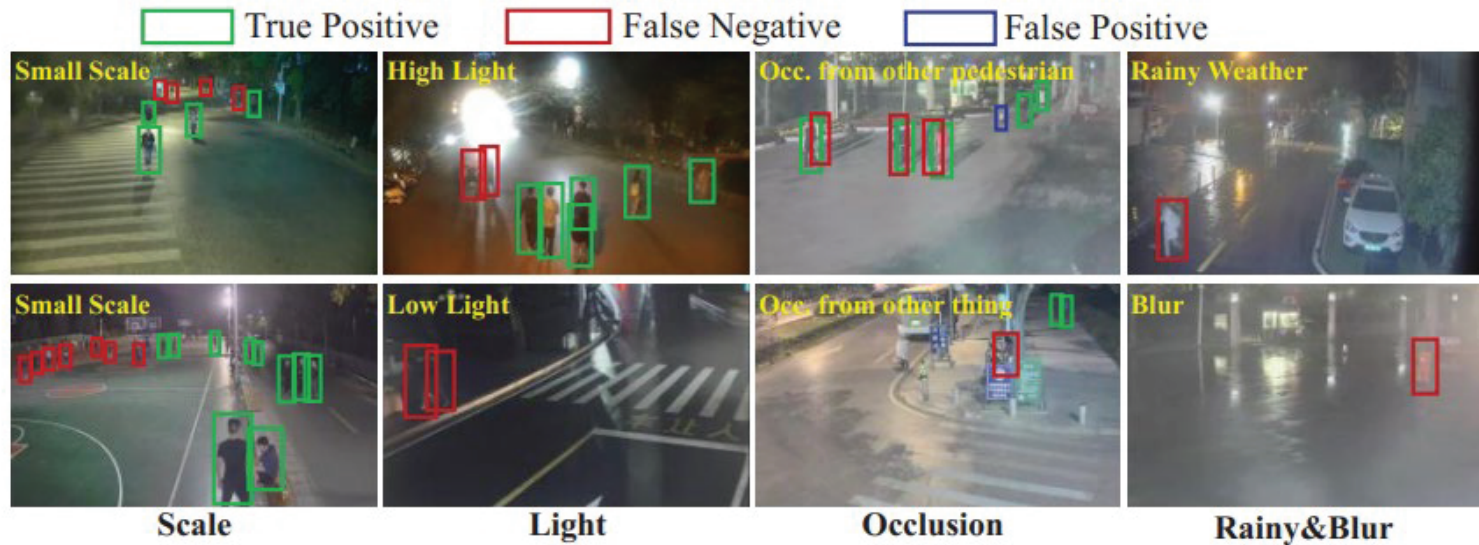 True Positive False Negative False Positive
Small Scale High Light Occ. from other pedestrian Rainy Weather
Small Scale Low Light Occ. from other thing Blur
Scale Light Occlusion Rainy&Blur